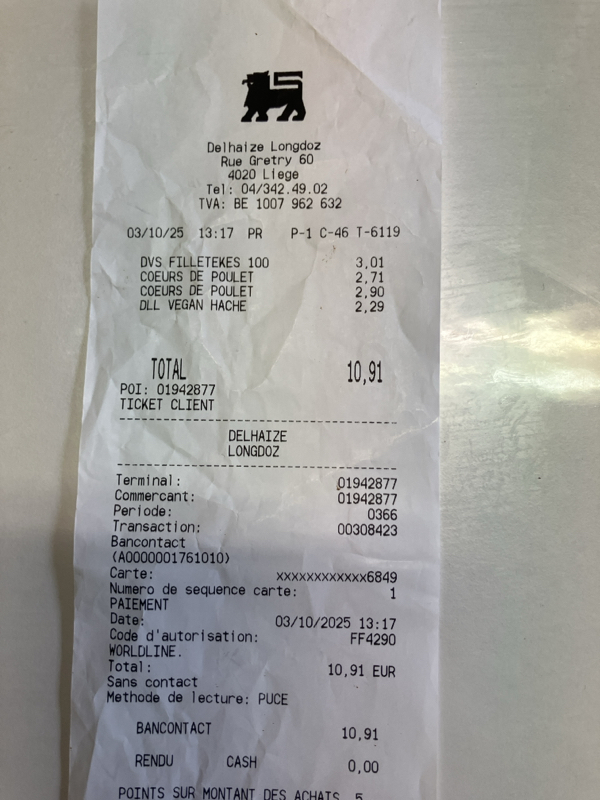 Delhaize Longdoz
Rue Gretry 60
4020 Liege
Tel: 04/342.49.02
TVA: BE 1007 962 632
03/10/25 13:17 PR P-1 C-46 T-6119
DVS FILLETEKES 100 3,01
COEURS DE POULET 2,71
COEURS DE POULET 2,90
DLL VEGAN HACHE 2,29
TOTAL 10,91
POI: 01942877
TICKET CLIENT
DELHAIZE
LONGDOZ
Terminal: 01942877
Commercant: 01942877
Periode: 0366
Transaction: 00308423
Bancontact
(A0000001761010)
Carte: xxxxxxxxxxxx6849
Numero de sequence carte: 1
PAIEMENT
Date: 03/10/2025 13:17
Code d'autorisation: FF4290
WORLDLINE.
Total: 10,91 EUR
Sans contact
Methode de lecture: PUCE
BANCONTACT 10,91
RENDU CASH 0,00
POINTS SUR MONTANT DES ACHATS 5